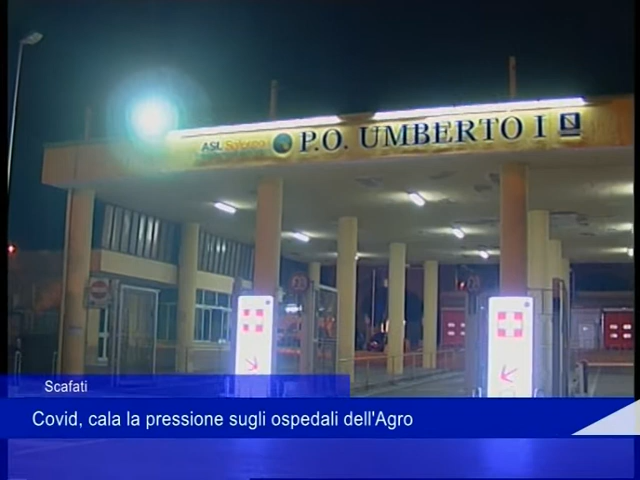 ASL Salerno P.O. UMBERTO I
Scafati
Covid, cala la pressione sugli ospedali dell'Agro